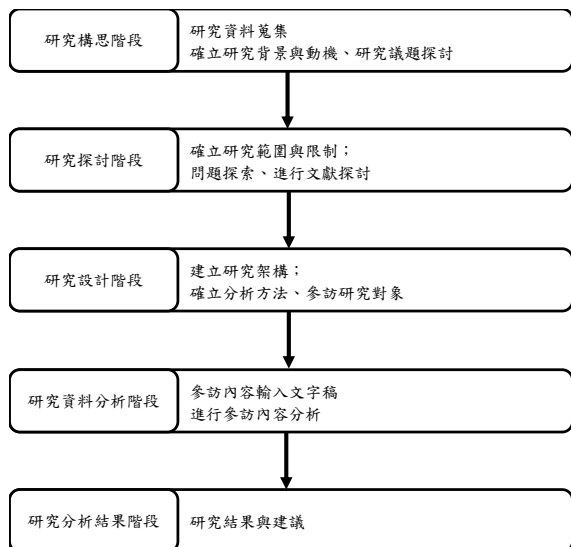 研究構思階段
研究資料蒐集
確立研究背景與動機、研究議題探討
研究探討階段
確立研究範圍與限制；
問題探索、進行文獻探討
研究設計階段
建立研究架構；
確立分析方法、參訪研究對象
研究資料分析階段
參訪內容輸入文字稿
進行參訪內容分析
研究分析結果階段
研究結果與建議